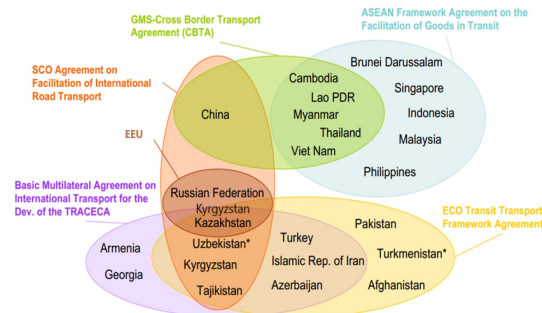 GMS-Cross Border Transport
Agreement (CBTA)
ASEAN Framework Agreement on the
Facilitation of Goods in Transit
SCO Agreement on
Facilitation of International
Road Transport
EEU
Basic Multilateral Agreement on
International Transport for the
Dev. of the TRACECA
ECO Transit Transport
Framework Agreement
China
Cambodia
Lao PDR
Myanmar
Thailand
Viet Nam
Brunei Darussalam
Singapore
Indonesia
Malaysia
Philippines
Russian Federation
Kyrgyzstan
Kazakhstan
Uzbekistan*
Kyrgyzstan
Tajikistan
Armenia
Georgia
Turkey
Islamic Rep. of Iran
Azerbaijan
Pakistan
Turkmenistan*
Afghanistan